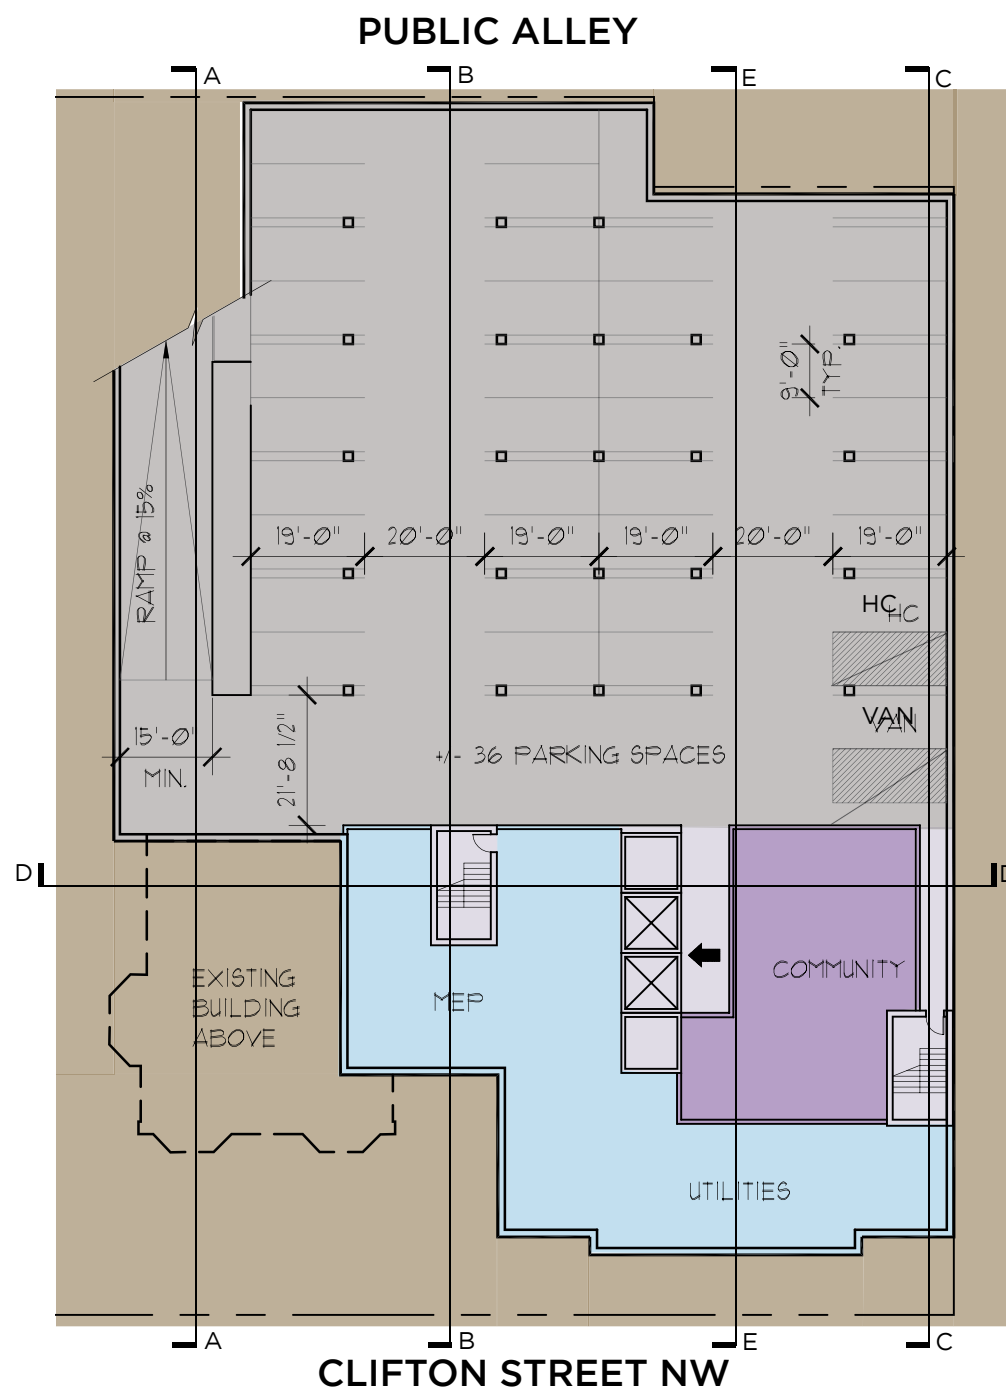 PUBLIC ALLEY
A
B
E
C
9'-0"
TYP.
RAMP @ 15%
19'-0"
20'-0"
19'-0"
19'-0"
20'-0"
19'-0"
HC
HC
VAN
VAN
15'-0"
MIN.
21'-8 1/2"
+/- 36 PARKING SPACES
D
D
EXISTING
BUILDING
ABOVE
MEP
COMMUNITY
UTILITIES
A
B
E
C
CLIFTON STREET NW